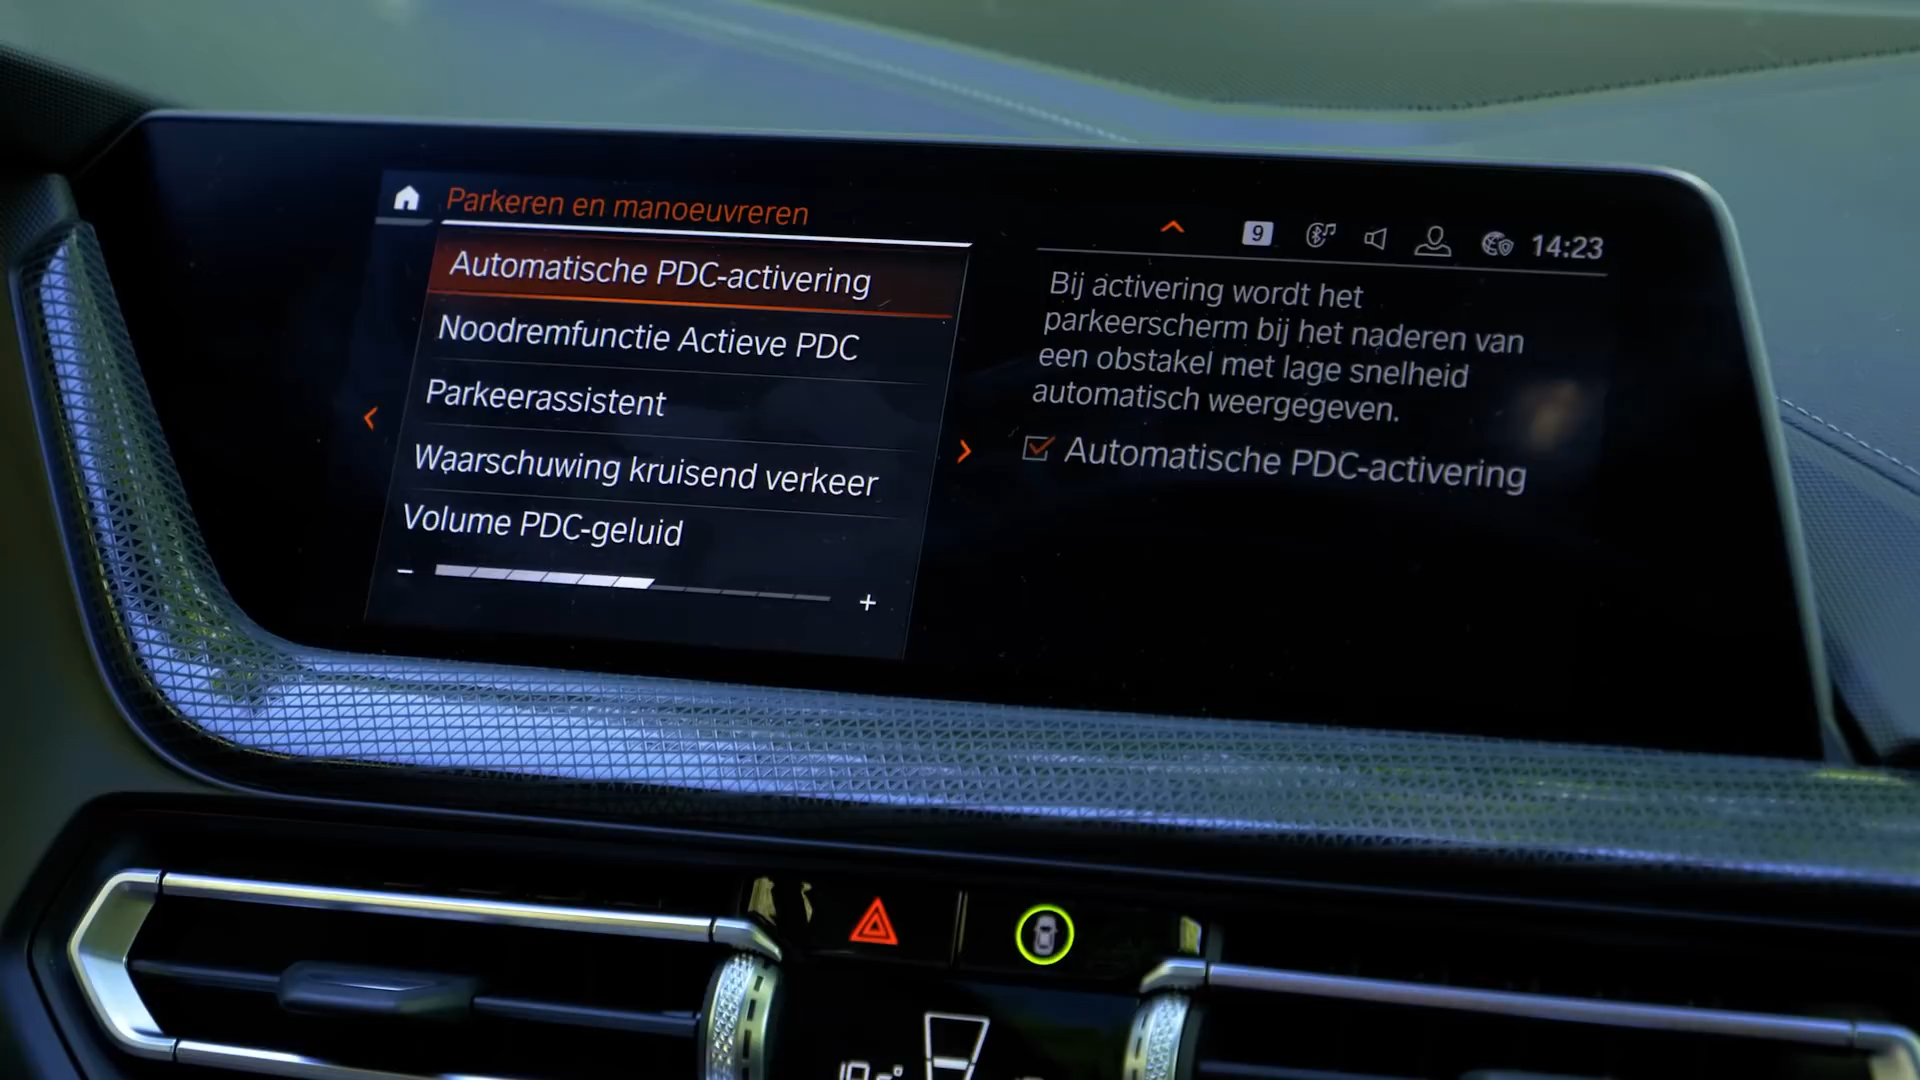 Parkeren en manoeuvreren
9
14:23
Automatische PDC-activering
Noodremfunctie Actieve PDC
Parkeerassistent
Waarschuwing kruisend verkeer
Volume PDC-geluid
- +
Bij activering wordt het
parkeerscherm bij het naderen van
een obstakel met lage snelheid
automatisch weergegeven.
Automatische PDC-activering